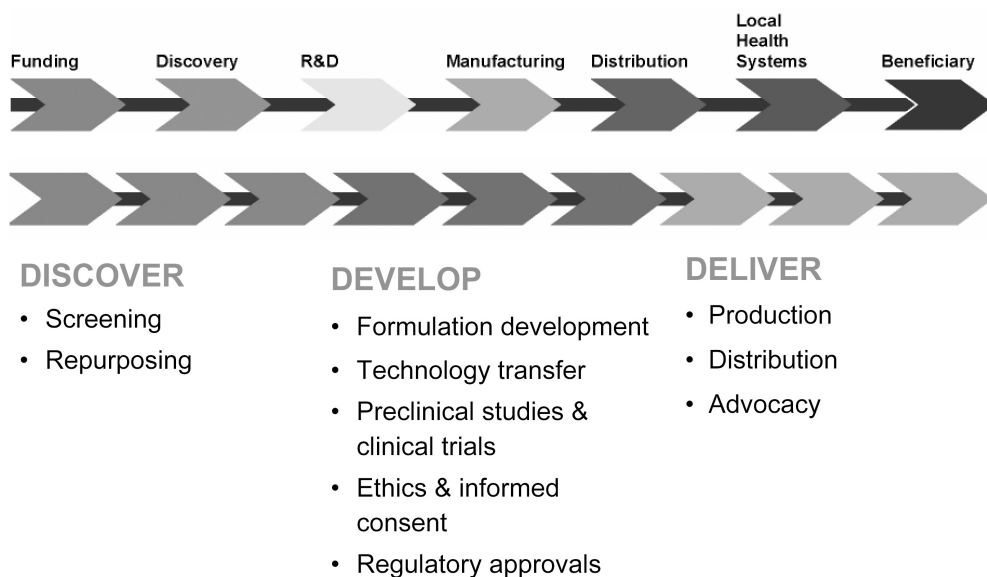 Funding
Discovery
R&D
Manufacturing
Distribution
Local
Health
Systems
Beneficiary
DISCOVER
• Screening
• Repurposing
DEVELOP
• Formulation development
• Technology transfer
• Preclinical studies &
clinical trials
• Ethics & informed
consent
• Regulatory approvals
DELIVER
• Production
• Distribution
• Advocacy